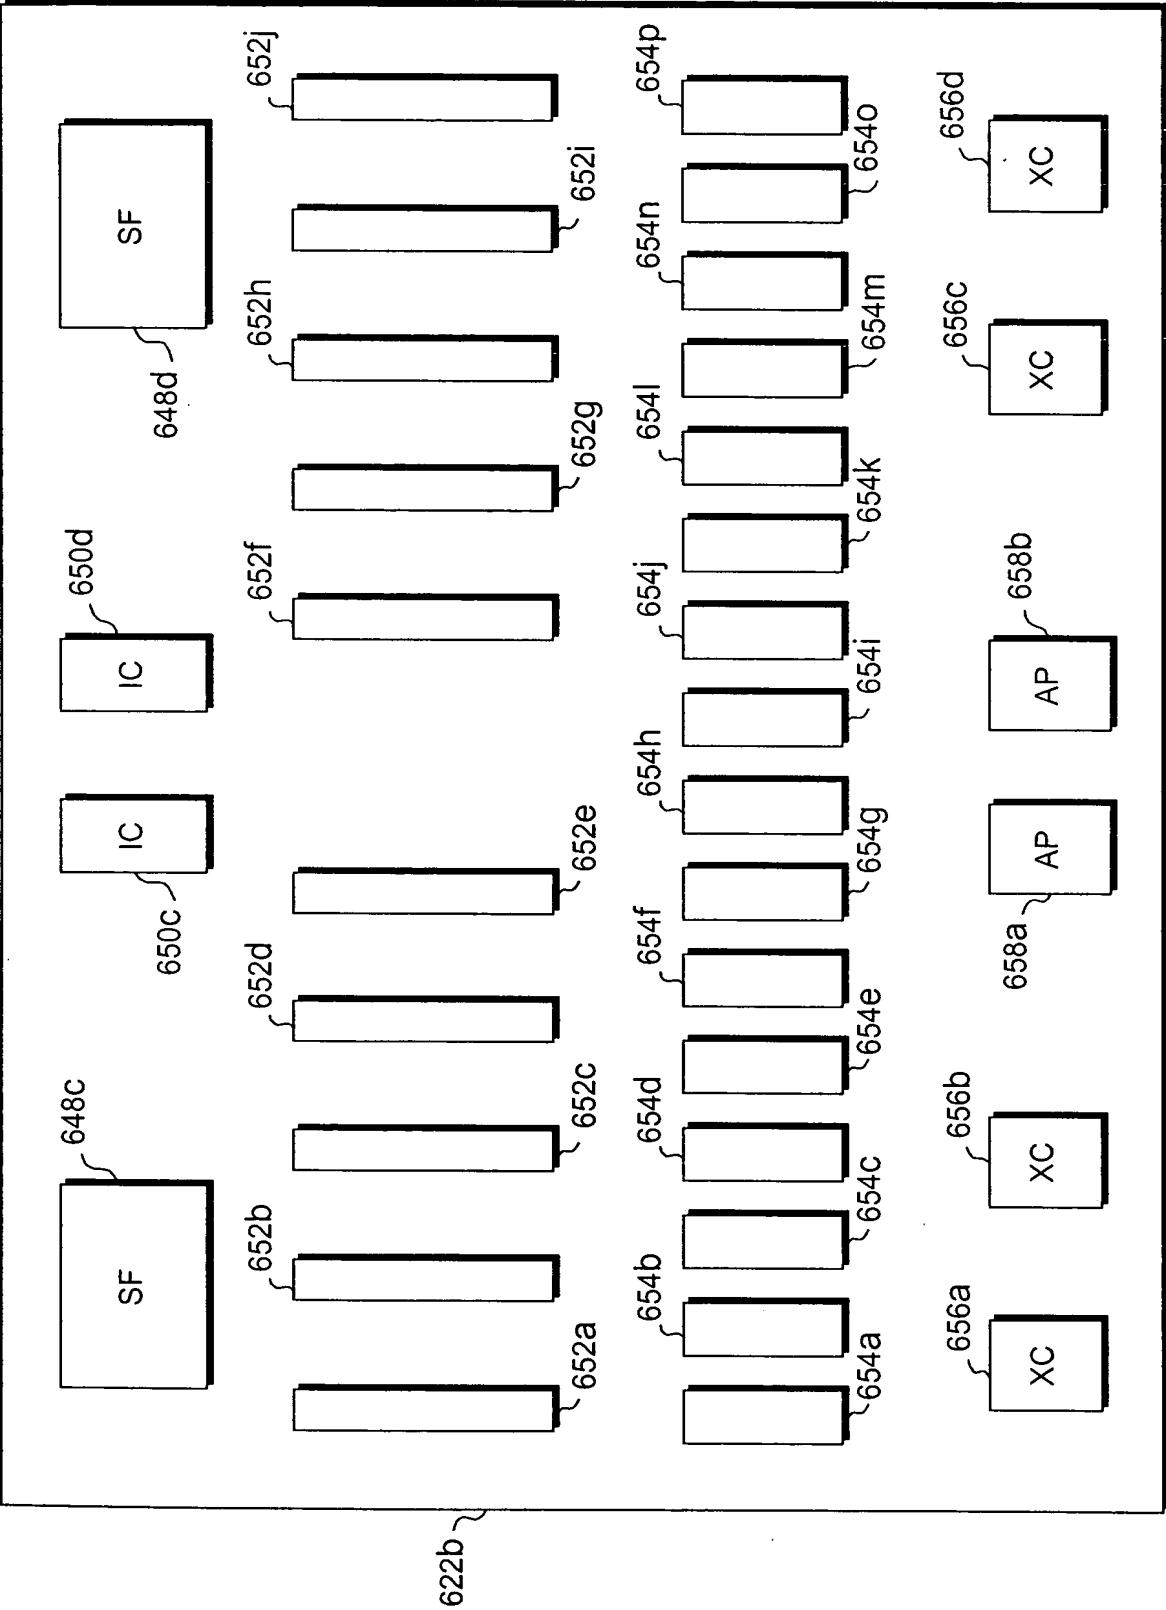 648c 650d
SF IC IC SF
650c 648d
652b 652d 652f 652h 652j
622b
652a 652c 652e 652g 652i
654b 654d 654f 654h 654j 654l 654n 654p
654a 654c 654e 654g 654i 654k 654m 654o
656a 656b 656c 656d
658a 658b
XC XC AP AP XC XC